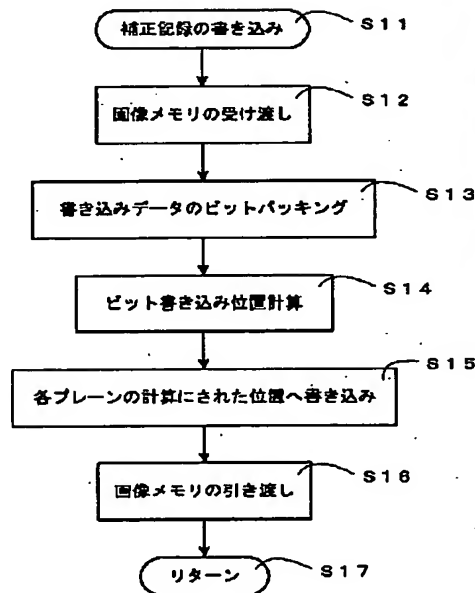 補正記録の書き込み
S11
画像メモリの受け渡し
S12
書き込みデータのビットパッキング
S13
ビット書き込み位置計算
S14
各プレーンの計算にされた位置へ書き込み
S15
画像メモリの引き渡し
S16
リターン
S17